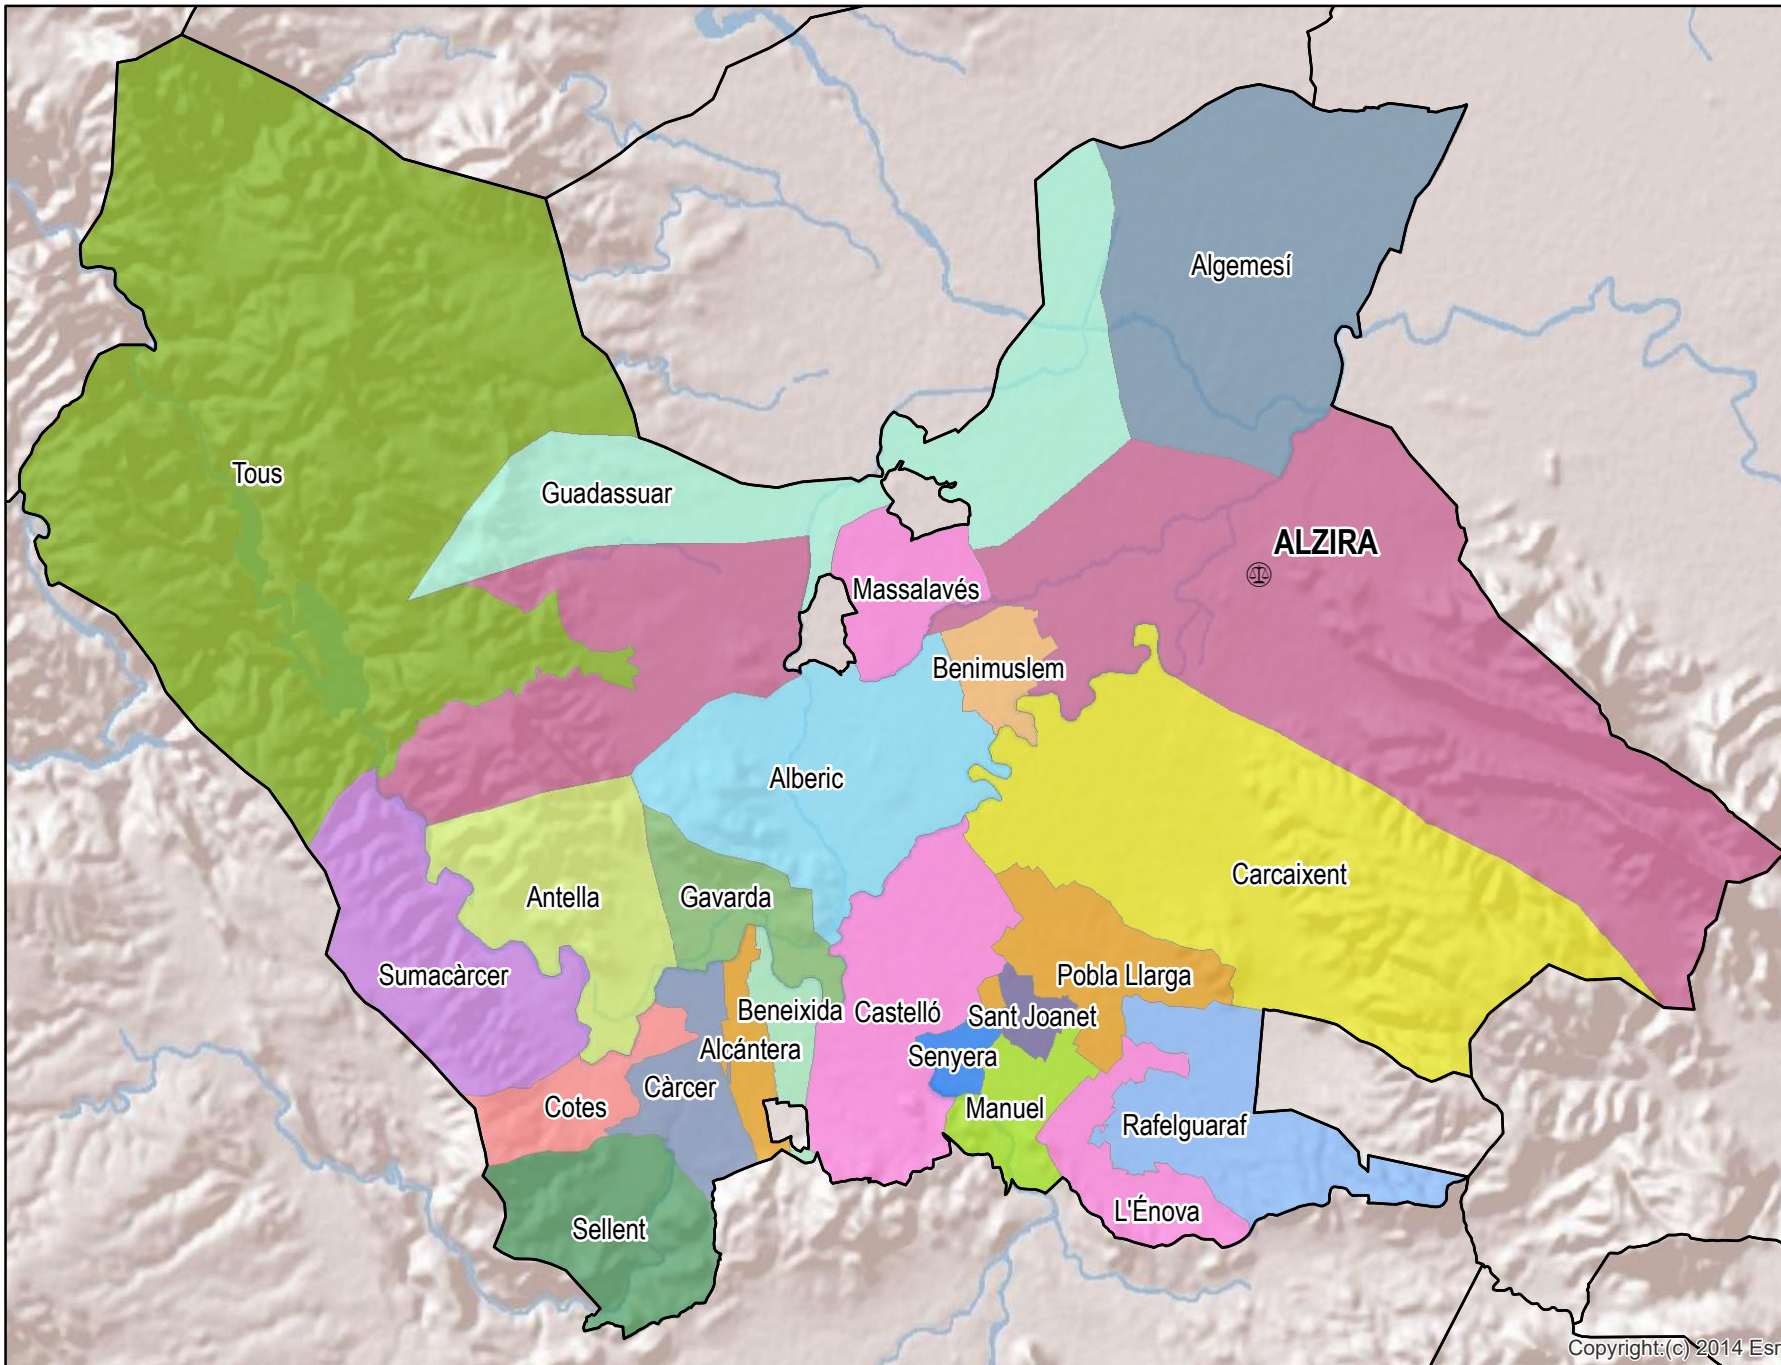 Algemesí
Tous
Guadassuar
ALZIRA
Massalavés
Benimuslem
Alberic
Carcaixent
Antella
Gavarda
Sumacàrcer
Pobla Llarga
Beneixida
Castelló
Sant Joanet
Alcántera
Senyera
Càrcer
Cotes
Manuel
Rafelguaraf
L'Énova
Sellent
Copyright:(c) 2014 Esr